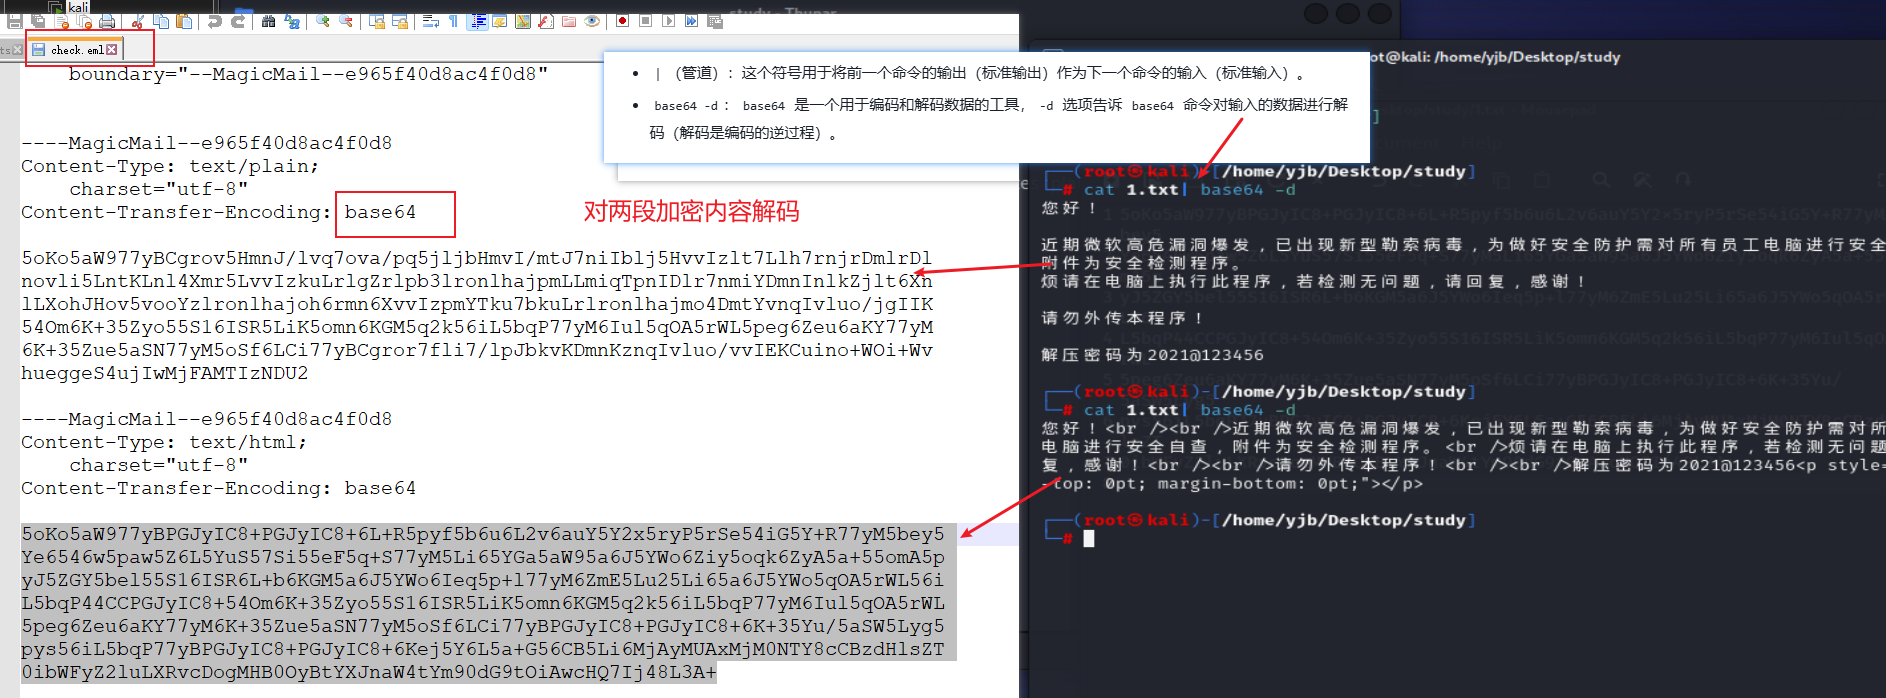 kali
check.eml
boundary="--MagicMail--e965f40d8ac4f0d8"
----MagicMail--e965f40d8ac4f0d8
Content-Type: text/plain;
charset="utf-8"
Content-Transfer-Encoding: base64
5oKo5aW977yBCgrov5HmnJ/lvq7ova/pq5jljbHmvI/mtJ7niIblj5HvvIzlt7Llh7rnjrDmlrDl
novli5LntKLnl4Xmr5LvvIzkuLrlgZrlpb3lronlhajpmLLmiqTpnIDlr7nmiYDmnInlkZjlt6Xn
lLXohJHov5vooYzlronlhajoh6rmn6XvvIzpmYTku7bkuLrlronlhajmo4DmtYvnqIvluo/jgIIK
54Om6K+35Zyo55S16ISR5LiK5omn6KGM5q2k56iL5bqP77yM6Iul5qOA5rWL5peg6Zeu6aKY77yM
6K+35Zue5aSN77yM5oSf6LCi77yBCgror7fli7/lpJbkvKDmnKznqIvluo/vvIEKCuino+WOi+Wv
hueggeS4ujIwMjFAMTIzNDU2
----MagicMail--e965f40d8ac4f0d8
Content-Type: text/html;
charset="utf-8"
Content-Transfer-Encoding: base64
5oKo5aW977yBPGJyIC8+PGJyIC8+6L+R5pyf5b6u6L2v6auY5Y2x5ryP5rSe54iG5Y+R77yM5bey5
Ye6546w5paw5Z6L5YuS57Si55eF5q+S77yM5Li65YGa5aW95a6J5YWo6Ziy5oqk6ZyA5a+55omA5p
yJ5ZGY5bel55S16ISR6L+b6KGM5a6J5YWo6Ieq5p+l77yM6ZmE5Lu25Li65a6J5YWo5qOA5rWL56i
L5bqP44CCPGJyIC8+54Om6K+35Zyo55S16ISR5LiK5omn6KGM5q2k56iL5bqP77yM6Iul5qOA5rWL
5peg6Zeu6aKY77yM6K+35Zue5aSN77yM5oSf6LCi77yBPGJyIC8+PGJyIC8+6K+35Yu/5aSW5Lyg5
pys56iL5bqP77yBPGJyIC8+PGJyIC8+6Kej5Y6L5a+G56CB5Li6MjAyMUAxMjM0NTY8cCBzdHlsZT
0ibWFyZ2luLXRvcDogMHB0OyBtYXJnaW4tYm90dG9tOiAwcHQ7Ij48L3A+
对两段加密内容解码
• | （管道）：这个符号用于将前一个命令的输出（标准输出）作为下一个命令的输入（标准输入）。
• base64 -d ： base64 是一个用于编码和解码数据的工具， -d 选项告诉 base64 命令对输入的数据进行解
码（解码是编码的逆过程）。
study - Thunar
ot@kali: /home/yjb/Desktop/study
(root㉿kali)-[/home/yjb/Desktop/study]
# cat 1.txt| base64 -d
您好！
近期微软高危漏洞爆发，已出现新型勒索病毒，为做好安全防护需对所有员工电脑进行安全
附件为安全检测程序。
烦请在电脑上执行此程序，若检测无问题，请回复，感谢！
请勿外传本程序！
解压密码为2021@123456
(root㉿kali)-[/home/yjb/Desktop/study]
# cat 1.txt| base64 -d
您好！<br /><br />近期微软高危漏洞爆发，已出现新型勒索病毒，为做好安全防护需对所
电脑进行安全自查，附件为安全检测程序。<br />烦请在电脑上执行此程序，若检测无问题
复，感谢！<br /><br />请勿外传本程序！<br /><br />解压密码为2021@123456<p style=
-top: 0pt; margin-bottom: 0pt;"></p>
(root㉿kali)-[/home/yjb/Desktop/study]
#